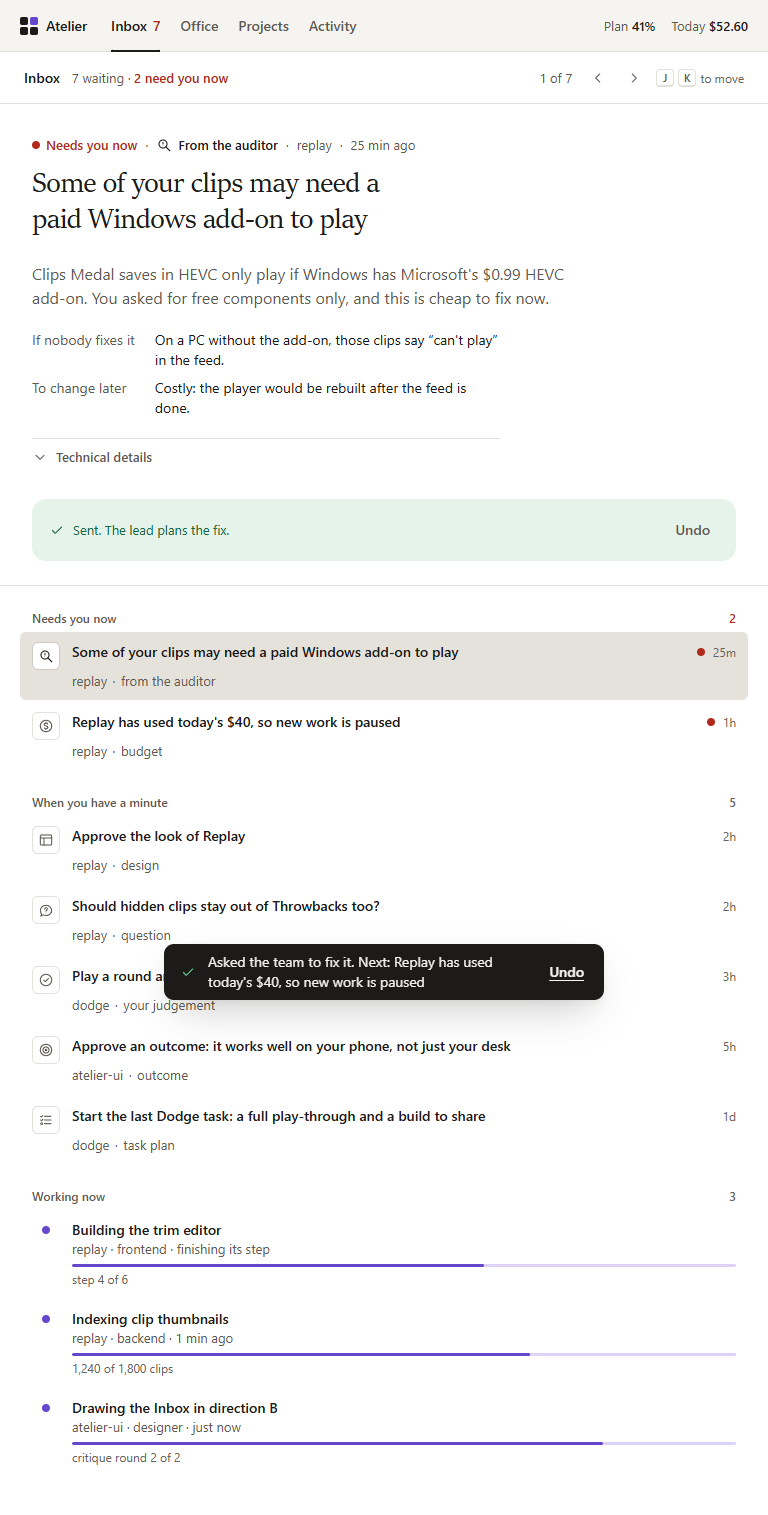 Atelier Inbox 7 Office Projects Activity Plan 41% Today $52.60
Inbox 7 waiting · 2 need you now 1 of 7 J K to move
Needs you now · From the auditor · replay · 25 min ago
Some of your clips may need a
paid Windows add-on to play
Clips Medal saves in HEVC only play if Windows has Microsoft's $0.99 HEVC
add-on. You asked for free components only, and this is cheap to fix now.
If nobody fixes it On a PC without the add-on, those clips say “can't play”
in the feed.
To change later Costly: the player would be rebuilt after the feed is
done.
Technical details
Sent. The lead plans the fix. Undo
Needs you now 2
Some of your clips may need a paid Windows add-on to play 25m
replay · from the auditor
Replay has used today's $40, so new work is paused 1h
replay · budget
When you have a minute 5
Approve the look of Replay 2h
replay · design
Should hidden clips stay out of Throwbacks too? 2h
replay · question
Asked the team to fix it. Next: Replay has used
today's $40, so new work is paused Undo
Play a round 3h
dodge · your judgement
Approve an outcome: it works well on your phone, not just your desk 5h
atelier-ui · outcome
Start the last Dodge task: a full play-through and a build to share 1d
dodge · task plan
Working now 3
Building the trim editor
replay · frontend · finishing its step
step 4 of 6
Indexing clip thumbnails
replay · backend · 1 min ago
1,240 of 1,800 clips
Drawing the Inbox in direction B
atelier-ui · designer · just now
critique round 2 of 2